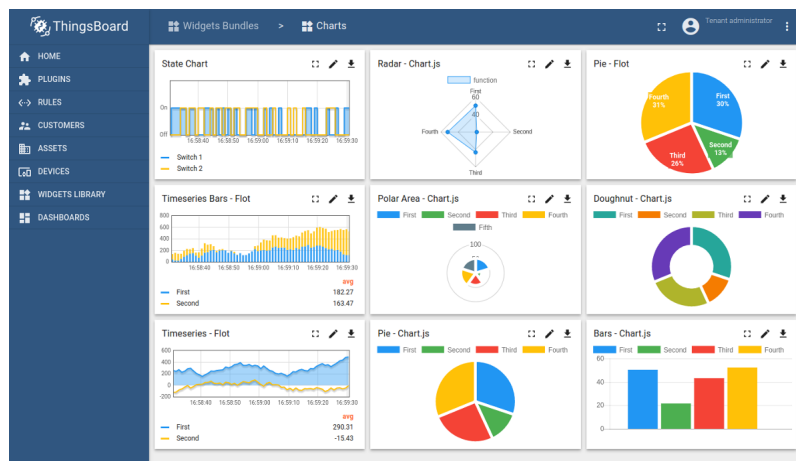 ThingsBoard
Widgets Bundles > Charts
Tenant administrator
HOME
PLUGINS
RULES
CUSTOMERS
ASSETS
DEVICES
WIDGETS LIBRARY
DASHBOARDS
State Chart
On
Off
16:58:40 16:58:50 16:59:00 16:59:10 16:59:20 16:59:30
Switch 1
Switch 2
Radar - Chart.js
function
First
60
40
Fourth
Second
Third
Pie - Flot
Fourth
31%
First
30%
Second
13%
Third
26%
Timeseries Bars - Flot
800
600
400
200
0
16:58:40 16:58:50 16:59:00 16:59:10 16:59:20 16:59:30
avg
First 182.27
Second 163.47
Polar Area - Chart.js
First Second Third Fourth
Fifth
100
Doughnut - Chart.js
First Second Third Fourth
Timeseries - Flot
600
400
200
0
-200
16:58:40 16:58:50 16:59:00 16:59:10 16:59:20 16:59:30
avg
First 290.31
Second -15.43
Pie - Chart.js
First Second Third Fourth
Bars - Chart.js
First Second Third Fourth
60
40
20
0